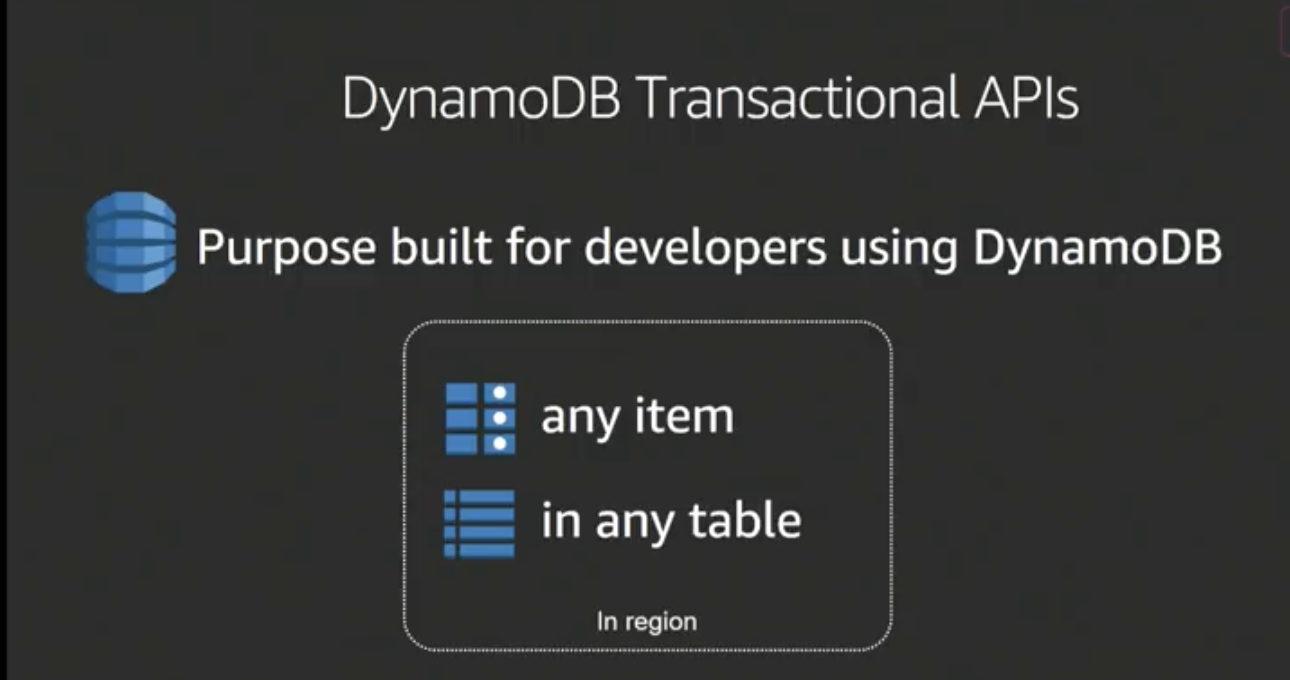 DynamoDB Transactional APIs
Purpose built for developers using DynamoDB
any item
in any table
In region